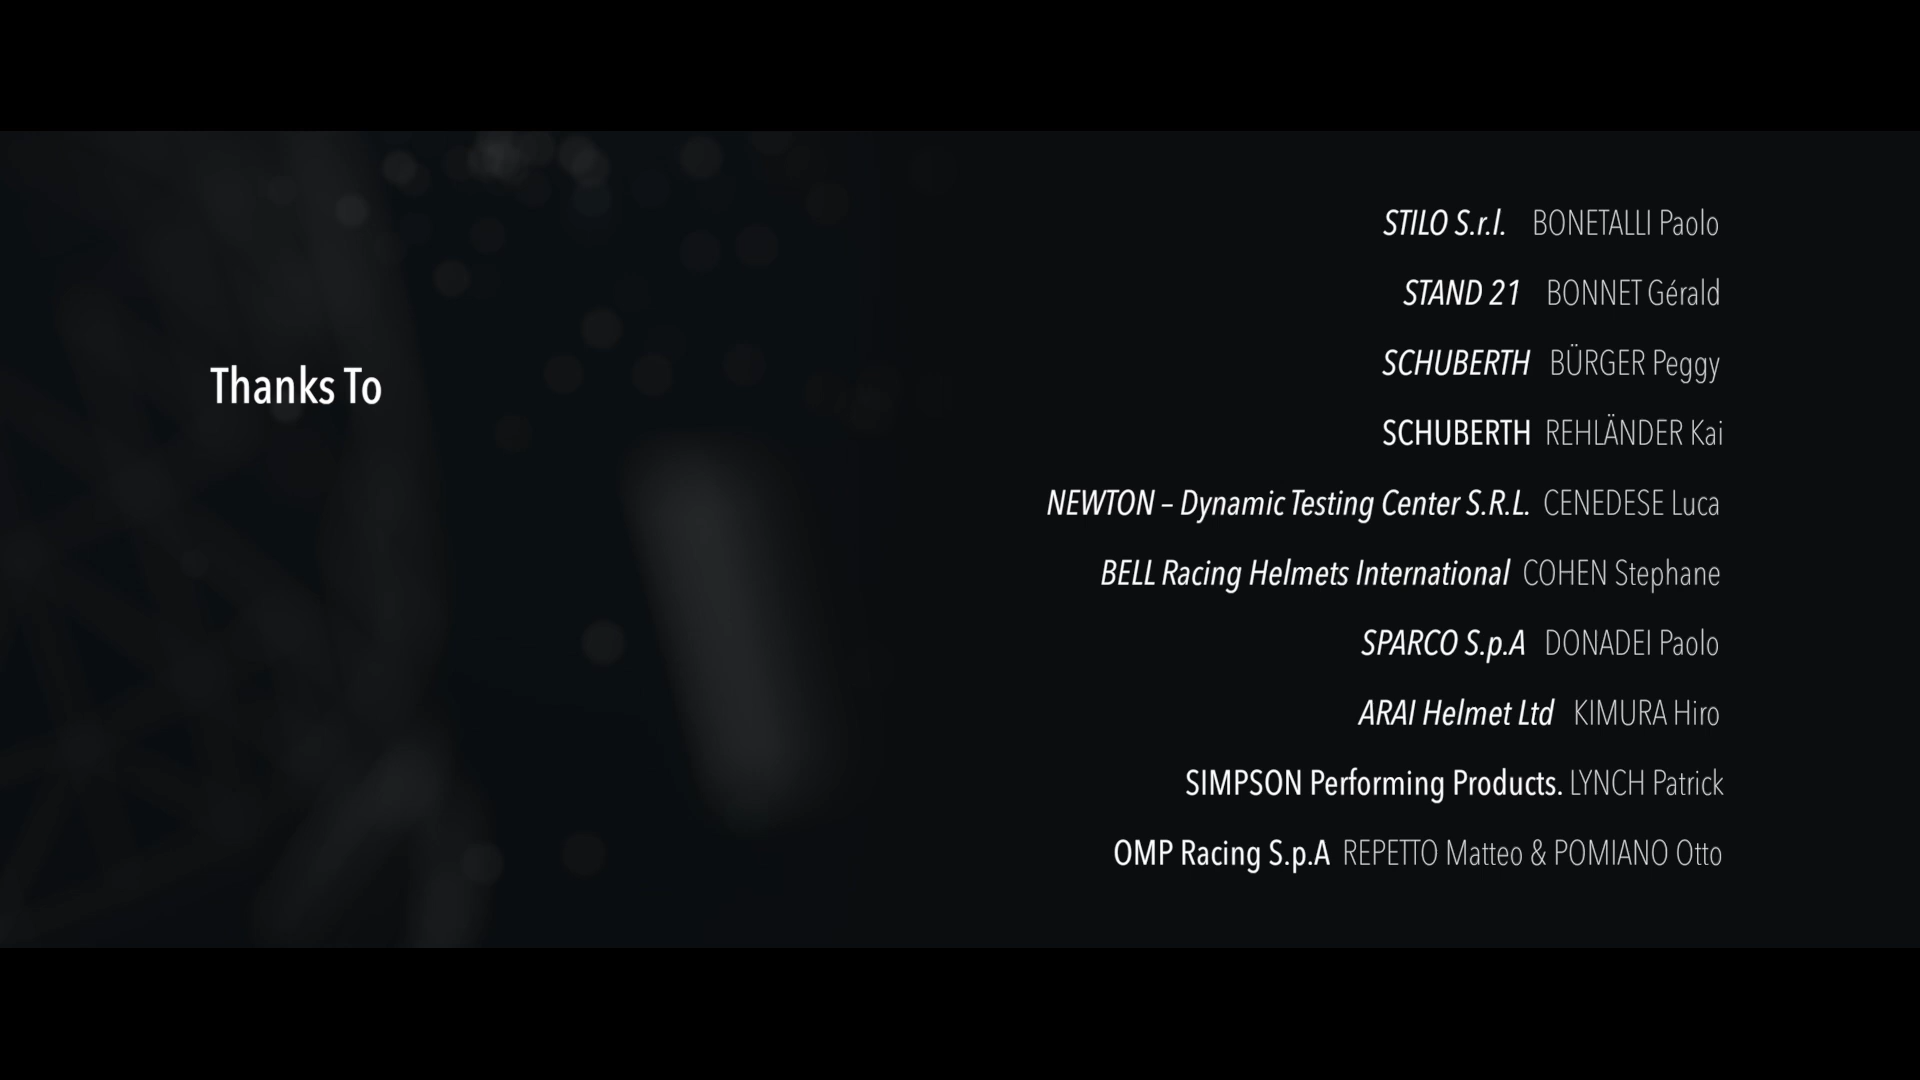 Thanks To
STILO S.r.l. BONETALLI Paolo
STAND 21 BONNET Gérald
SCHUBERTH BÜRGER Peggy
SCHUBERTH REHLÄNDER Kai
NEWTON – Dynamic Testing Center S.R.L. CENEDESE Luca
BELL Racing Helmets International COHEN Stephane
SPARCO S.p.A DONADEI Paolo
ARAI Helmet Ltd KIMURA Hiro
SIMPSON Performing Products. LYNCH Patrick
OMP Racing S.p.A REPETTO Matteo & POMIANO Otto